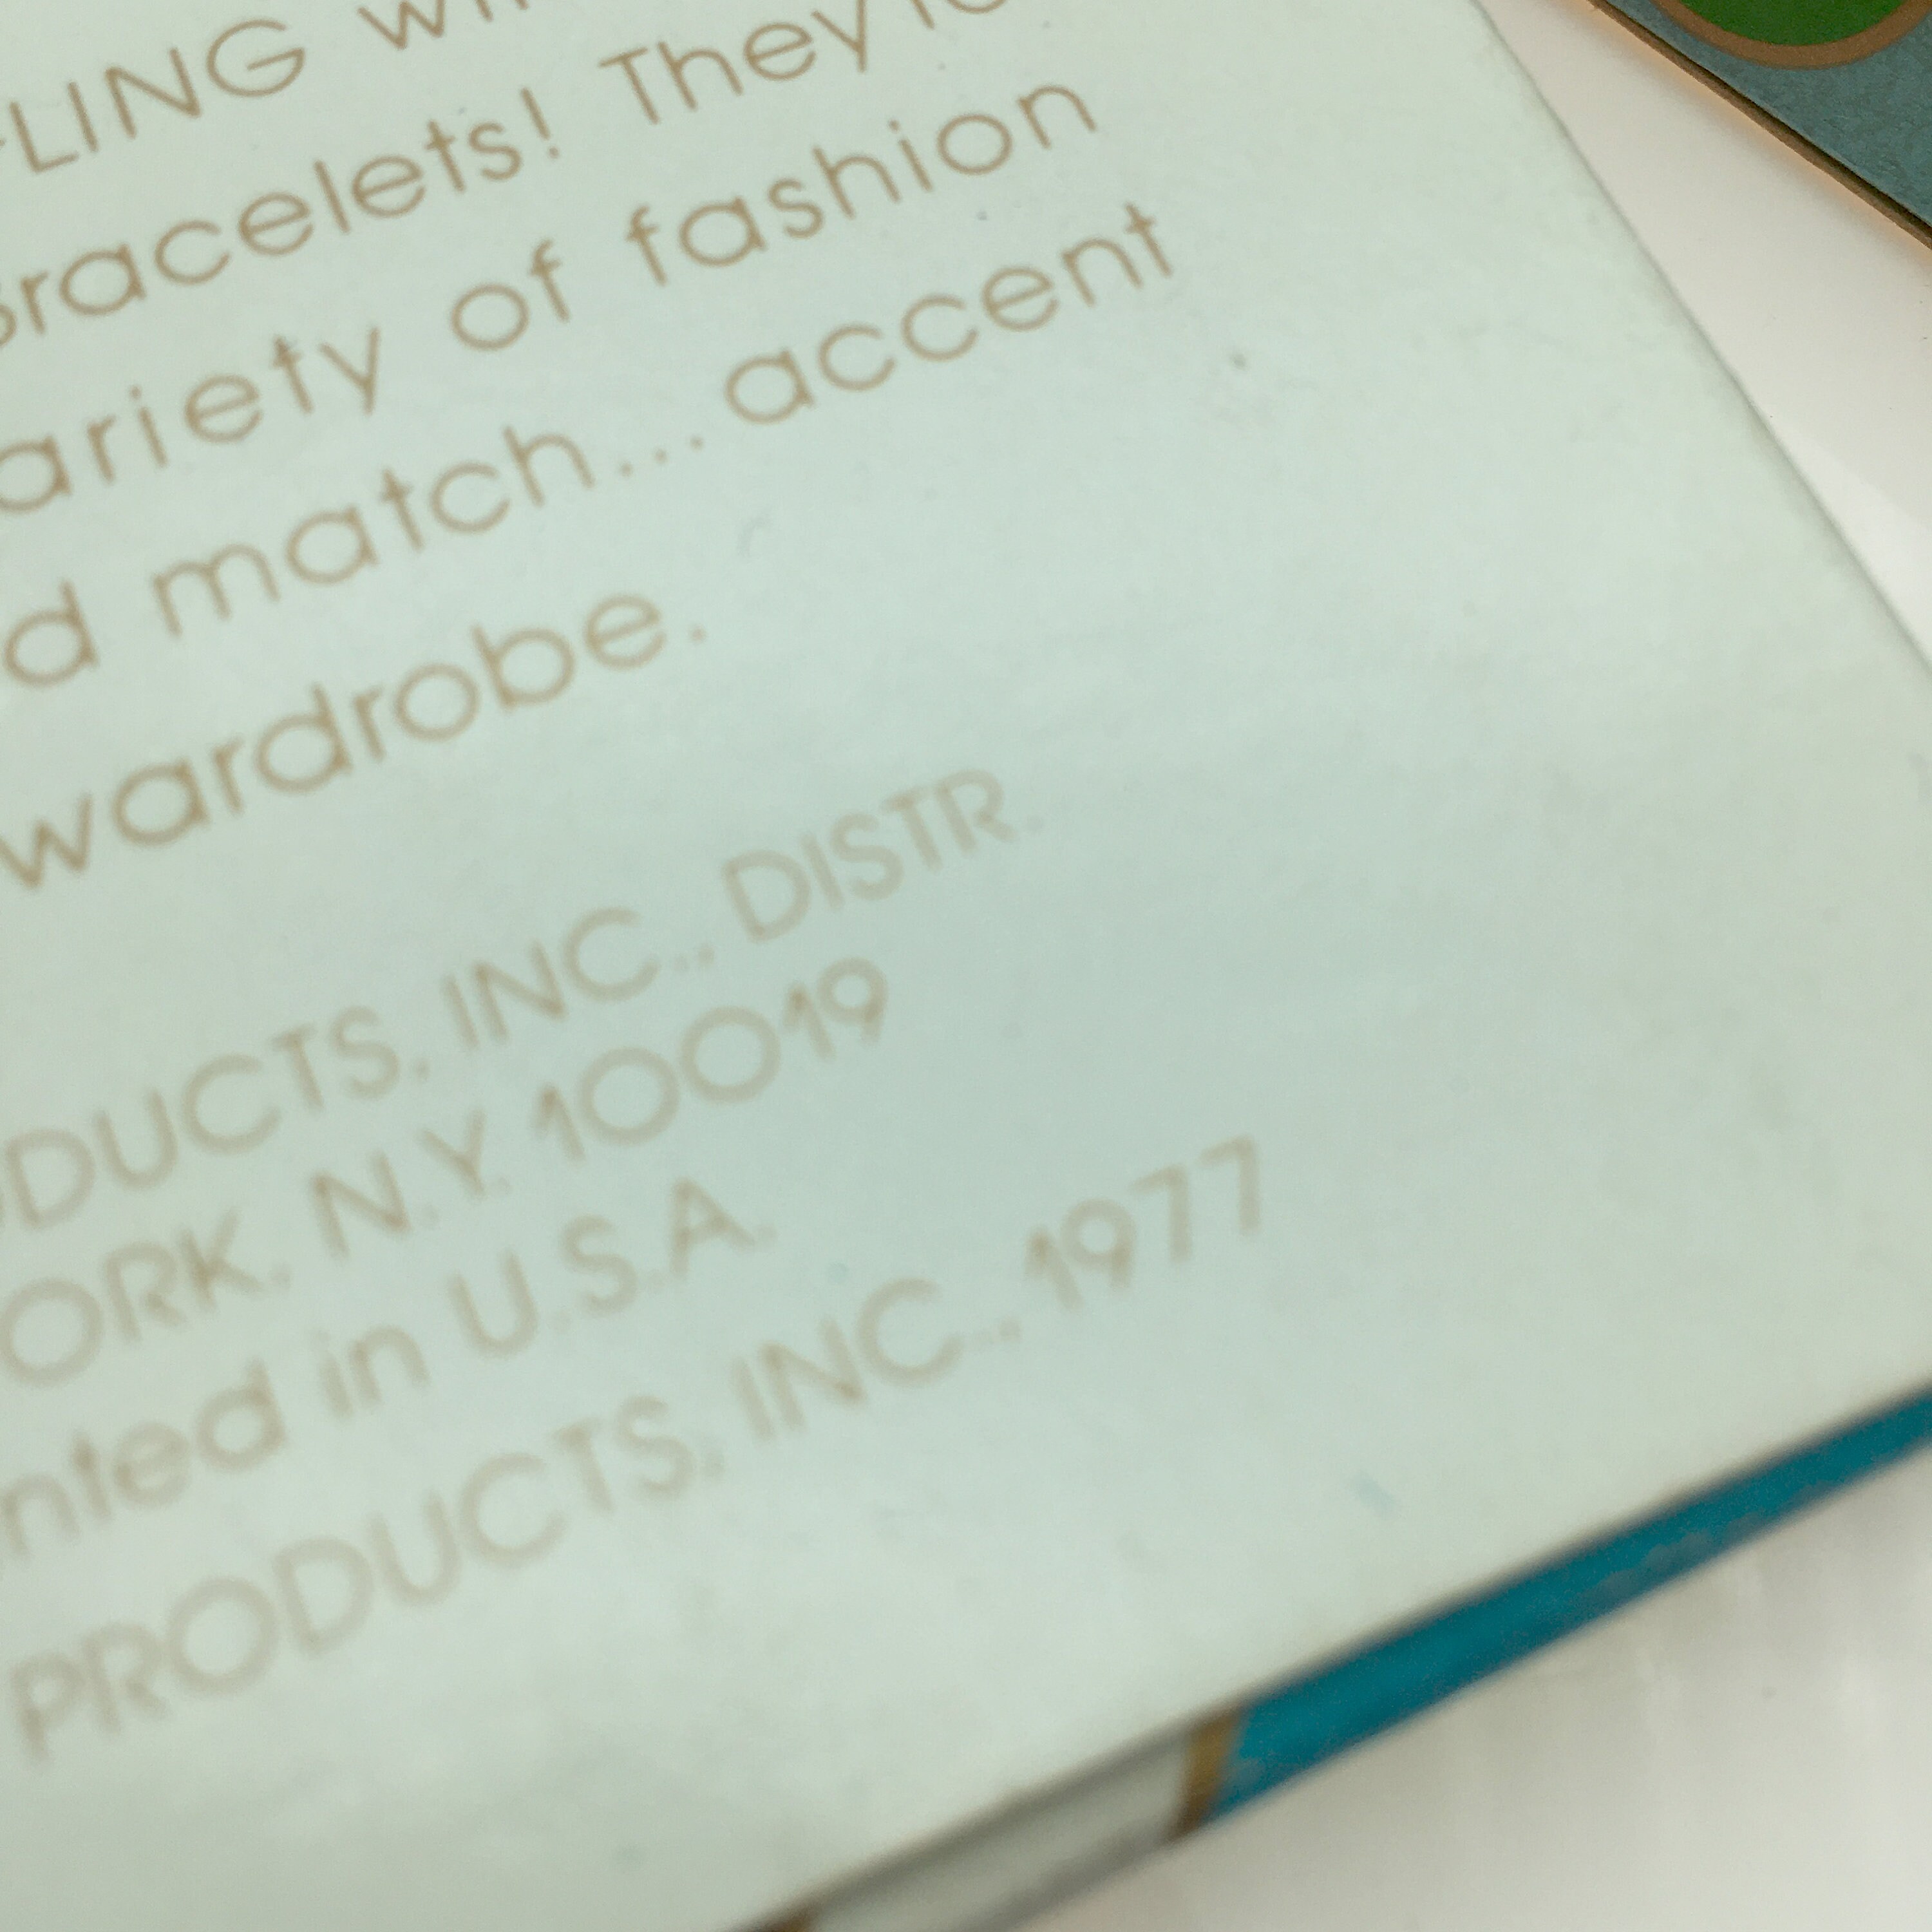 LING
Bracelets! They're
ariety of fashion
d match...accent
wardrobe.
DUCTS, INC., DISTR.
ORK, N.Y. 10019
nted in U.S.A.
PRODUCTS, INC., 1977